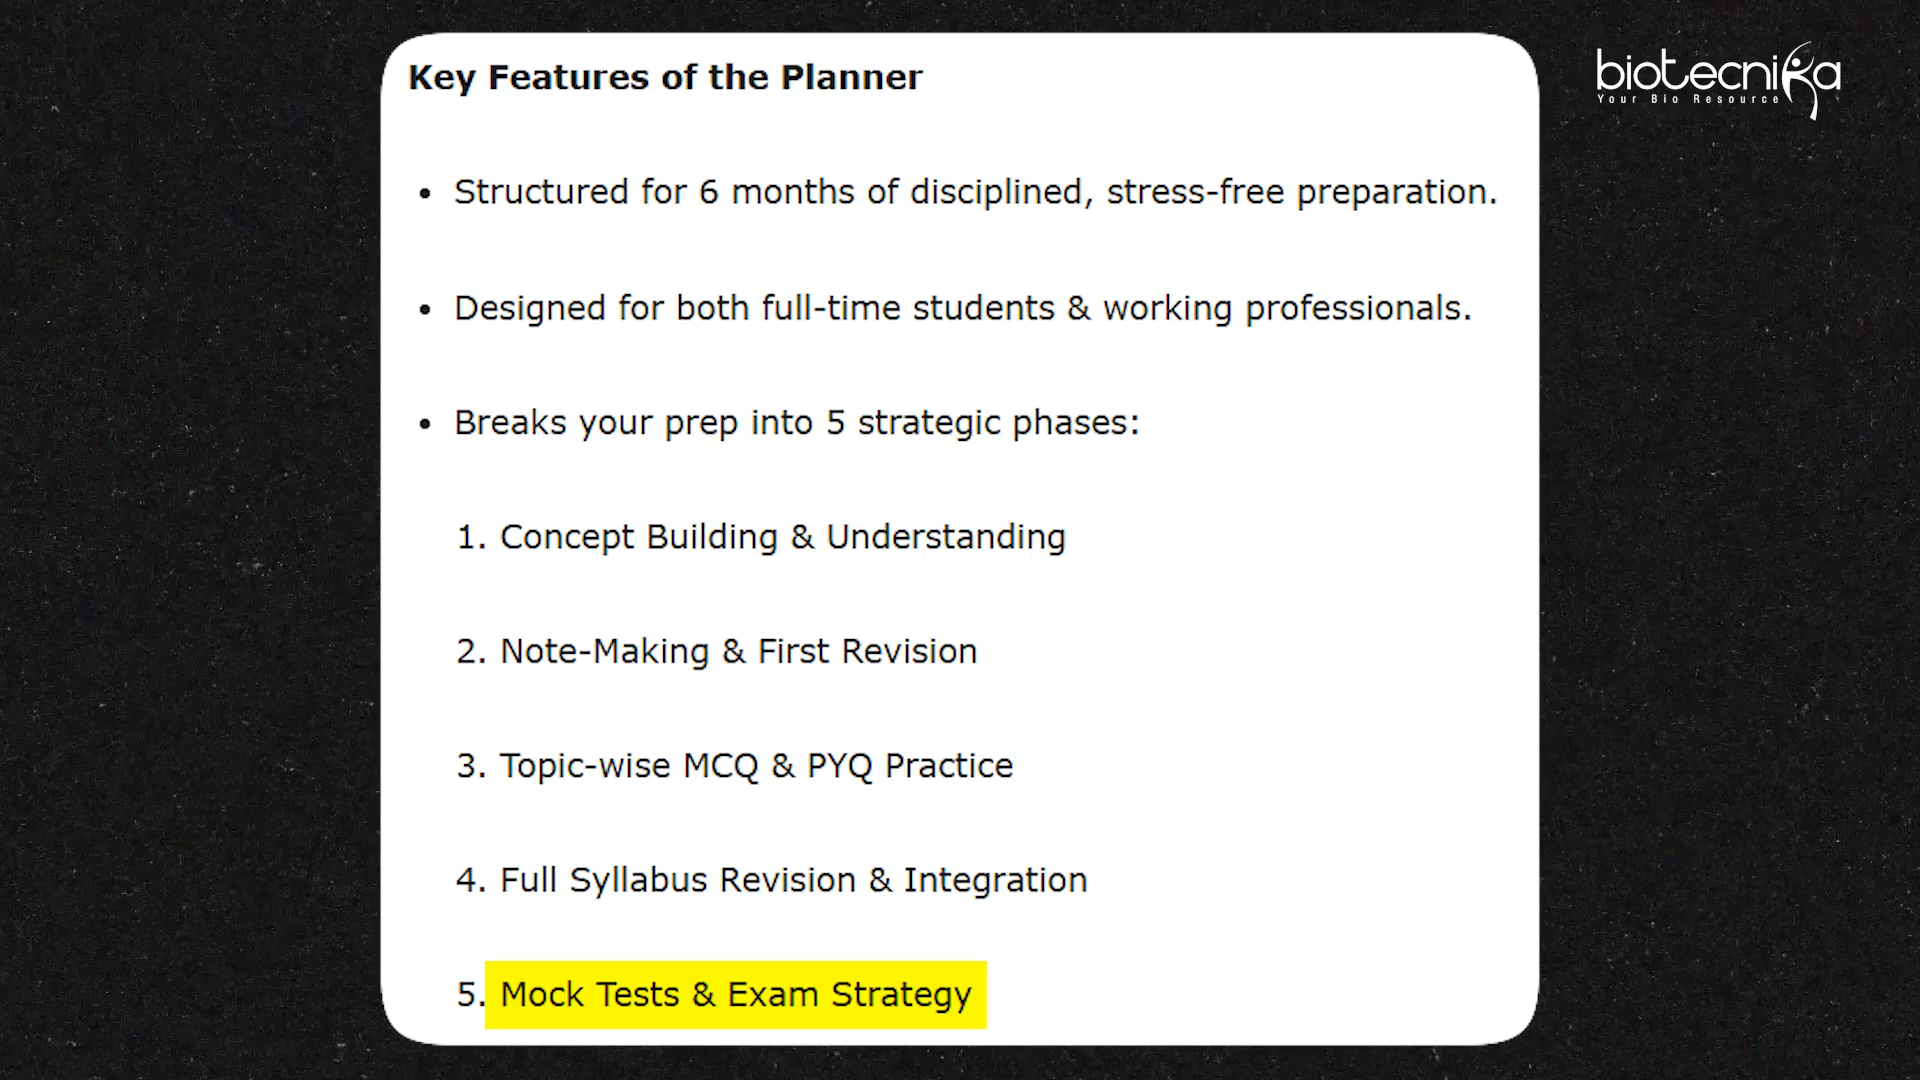 Key Features of the Planner
biotecnika
Your Bio Resource
• Structured for 6 months of disciplined, stress-free preparation.
• Designed for both full-time students & working professionals.
• Breaks your prep into 5 strategic phases:
1. Concept Building & Understanding
2. Note-Making & First Revision
3. Topic-wise MCQ & PYQ Practice
4. Full Syllabus Revision & Integration
5. Mock Tests & Exam Strategy